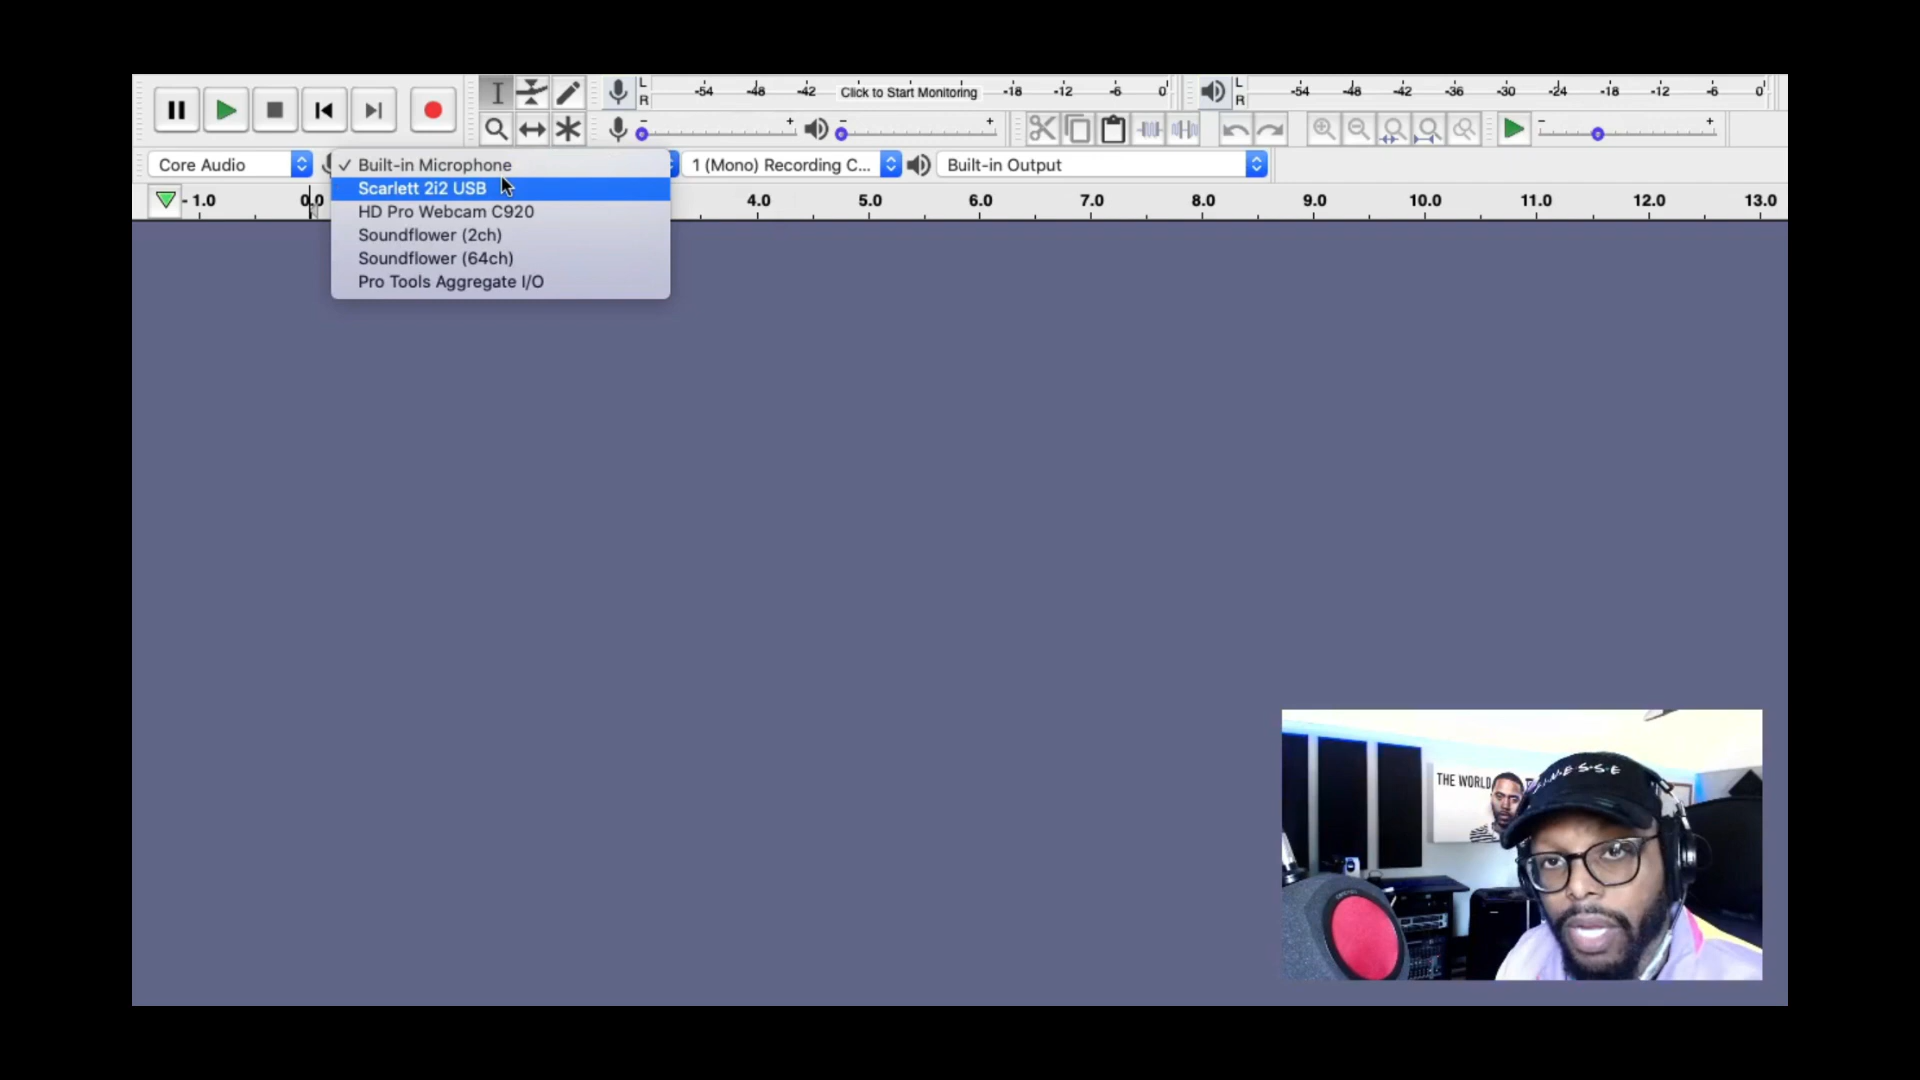 L
R
-54 -48 -42 Click to Start Monitoring -18 -12 -6 0
L
R
-54 -48 -42 -36 -30 -24 -18 -12 -6 0
- +
- +
- +
Core Audio
✓ Built-in Microphone
1 (Mono) Recording C...
Built-in Output
Scarlett 2i2 USB
HD Pro Webcam C920
Soundflower (2ch)
Soundflower (64ch)
Pro Tools Aggregate I/O
- 1.0 0.0 4.0 5.0 6.0 7.0 8.0 9.0 10.0 11.0 12.0 13.0
THE WORLD
N·E·S·S·E